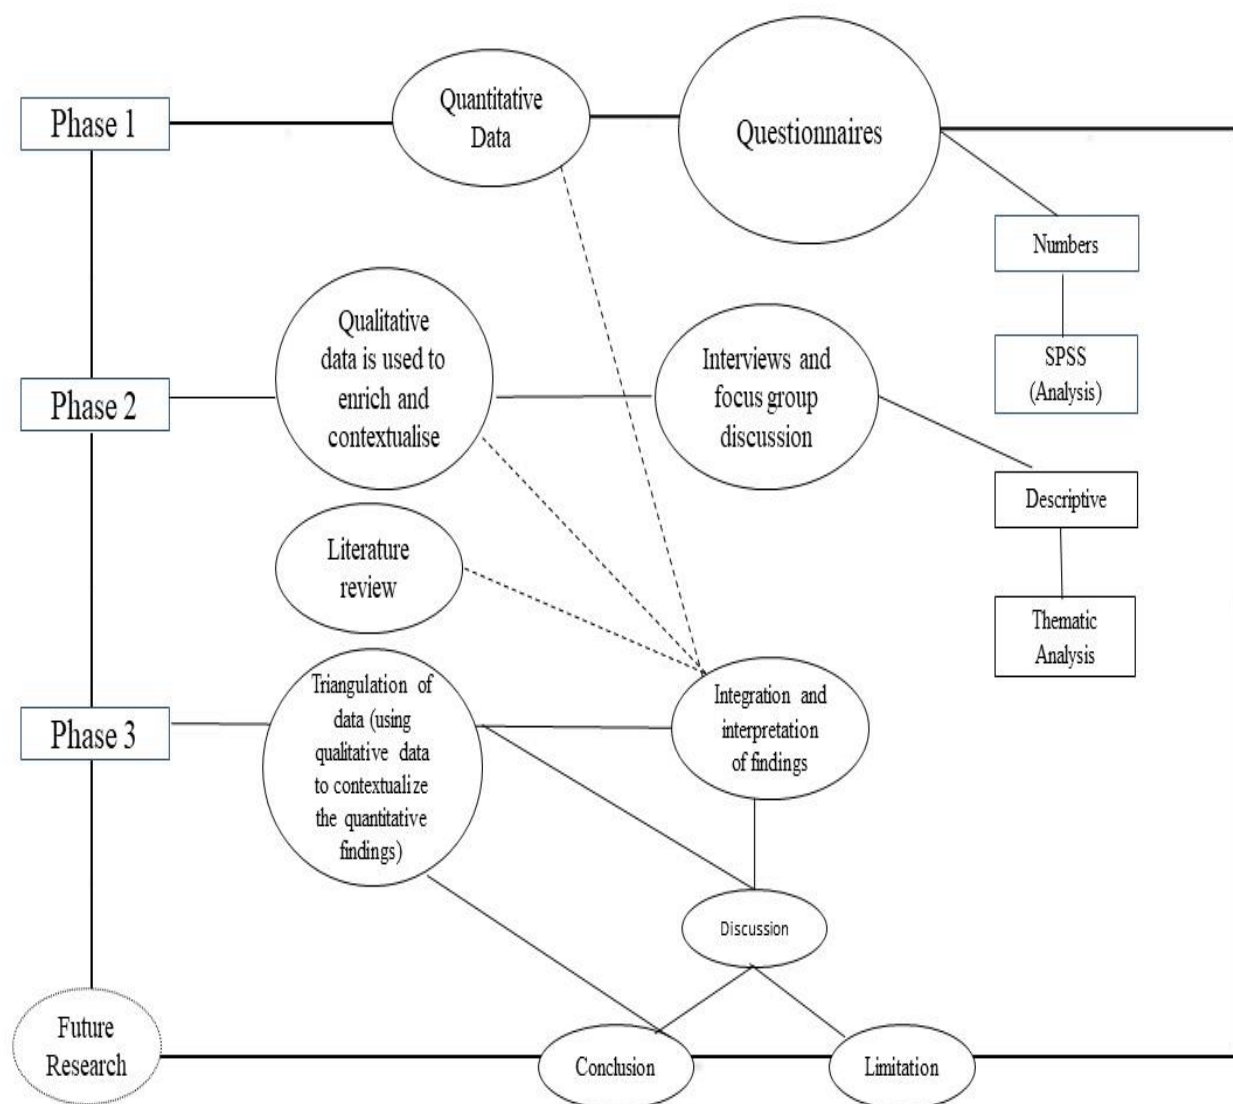 Phase 1
Quantitative
Data
Questionnaires
Numbers
SPSS
(Analysis)
Phase 2
Qualitative
data is used to
enrich and
contextualise
Interviews and
focus group
discussion
Descriptive
Thematic
Analysis
Literature
review
Phase 3
Triangulation of
data (using
qualitative data
to contextualize
the quantitative
findings)
Integration and
interpretation
of findings
Discussion
Future
Research
Conclusion
Limitation